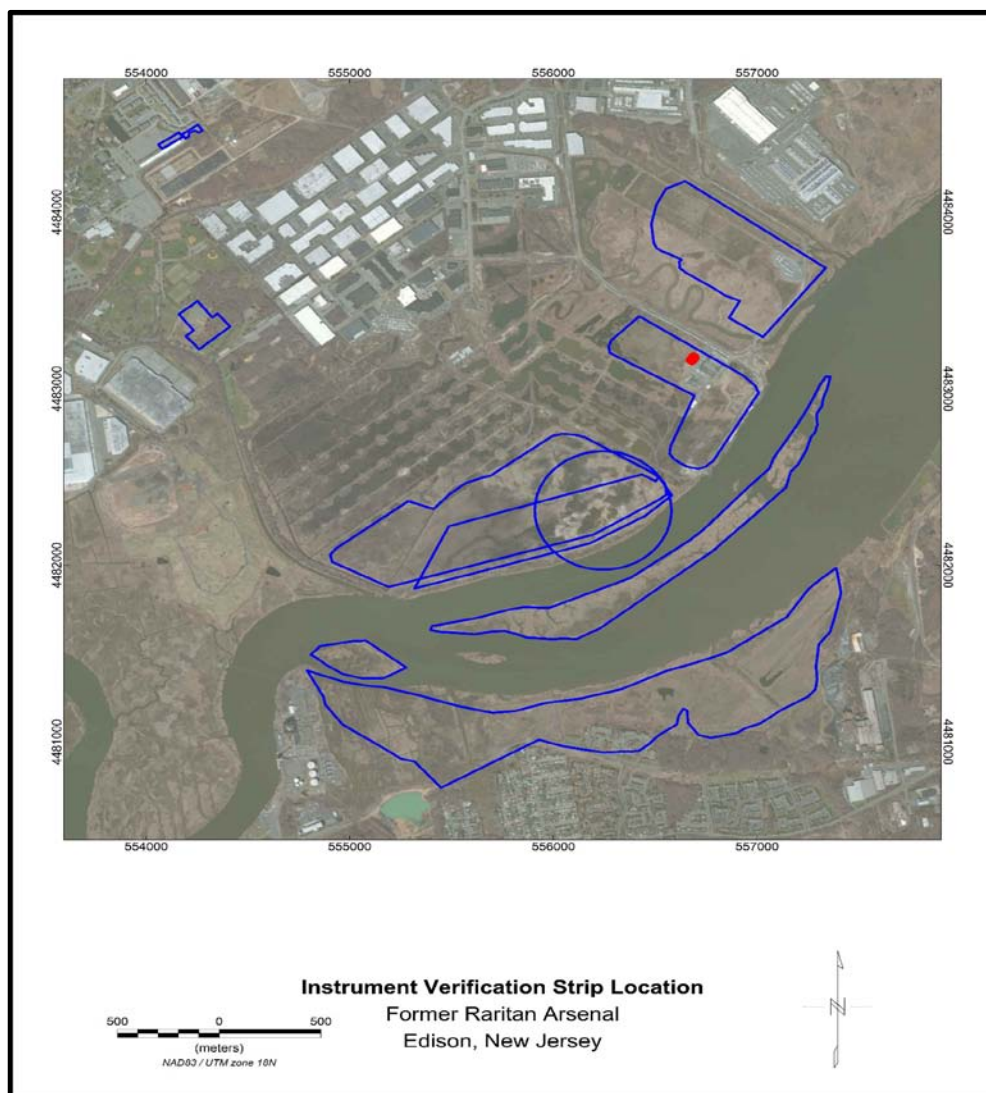 554000 555000 556000 557000
4484000 4484000
4483000 4483000
4482000 4482000
4481000 4481000
554000 555000 556000 557000
Instrument Verification Strip Location
Former Raritan Arsenal
Edison, New Jersey
500 0 500
(meters)
NAD83 / UTM zone 18N
N